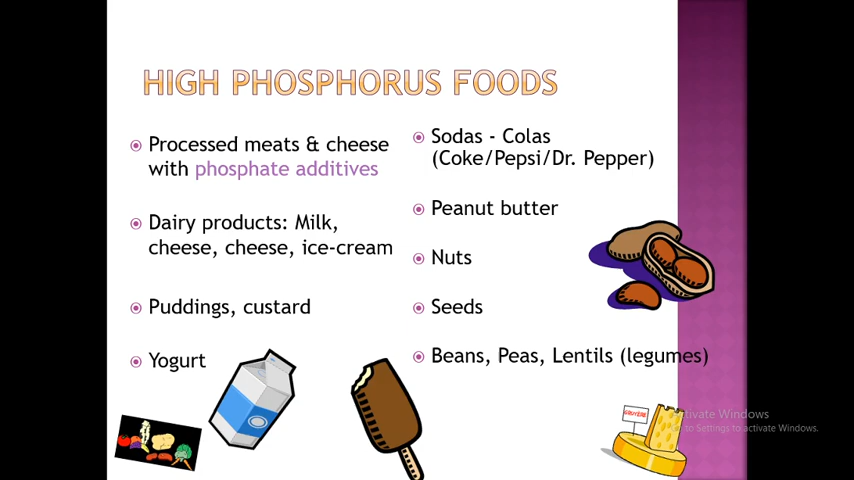 HIGH PHOSPHORUS FOODS
Processed meats & cheese
with phosphate additives
Dairy products: Milk,
cheese, cheese, ice-cream
Puddings, custard
Yogurt
Sodas - Colas
(Coke/Pepsi/Dr. Pepper)
Peanut butter
Nuts
Seeds
Beans, Peas, Lentils (legumes)
Activate Windows
to Settings to activate Windows.